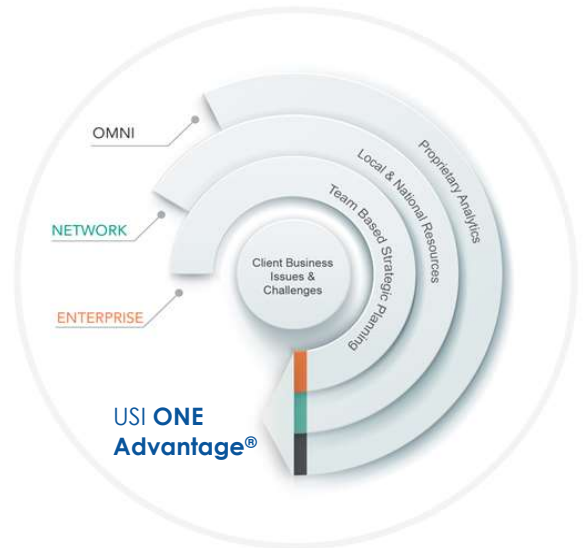 OMNI
NETWORK
ENTERPRISE
Proprietary Analytics
Local & National Resources
Team Based Strategic Planning
Client Business
Issues &
Challenges
USI ONE
Advantage®